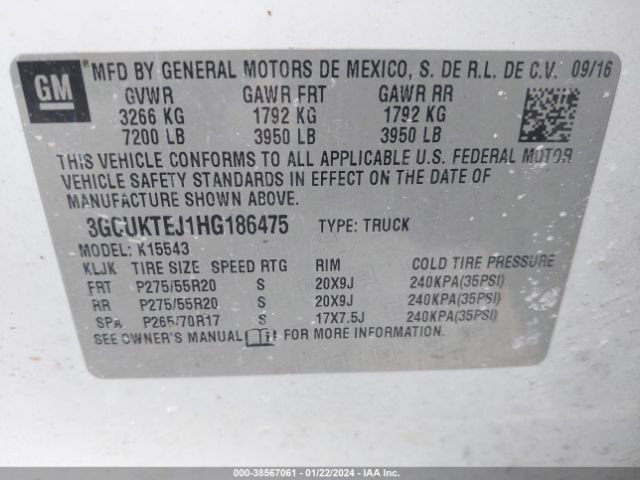 GM
MFD BY GENERAL MOTORS DE MEXICO, S. DE R.L. DE C.V. 09/16
GVWR GAWR FRT GAWR RR
3266 KG 1792 KG 1792 KG
7200 LB 3950 LB 3950 LB
THIS VEHICLE CONFORMS TO ALL APPLICABLE U.S. FEDERAL MOTOR
VEHICLE SAFETY STANDARDS IN EFFECT ON THE DATE OF
MANUFACTURE SHOWN ABOVE.
3GCUKTEJ1HG186475 TYPE: TRUCK
MODEL: K15543
KLJK TIRE SIZE SPEED RTG RIM COLD TIRE PRESSURE
FRT P275/55R20 S 20X9J 240KPA(35PSI)
RR P275/55R20 S 20X9J 240KPA(35PSI)
SPA P265/70R17 S 17X7.5J 240KPA(35PSI)
SEE OWNER'S MANUAL FOR MORE INFORMATION.
000-38567061 - 01/22/2024 - IAA Inc.